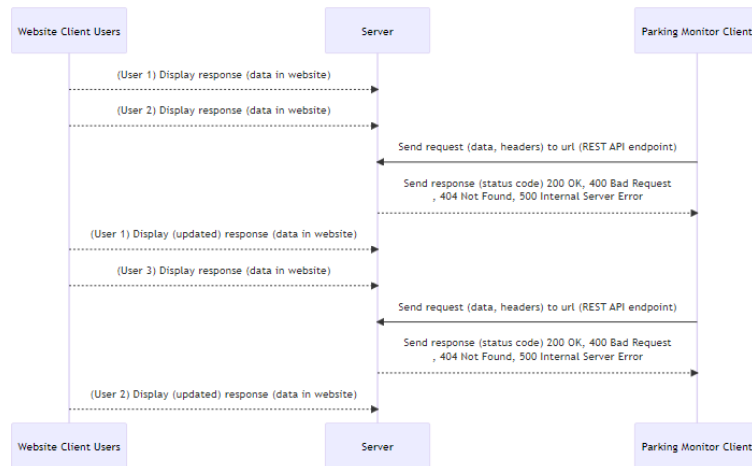 Website Client Users
Server
Parking Monitor Client
(User 1) Display response (data in website)
(User 2) Display response (data in website)
Send request (data, headers) to url (REST API endpoint)
Send response (status code) 200 OK, 400 Bad Request
, 404 Not Found, 500 Internal Server Error
(User 1) Display (updated) response (data in website)
(User 3) Display response (data in website)
Send request (data, headers) to url (REST API endpoint)
Send response (status code) 200 OK, 400 Bad Request
, 404 Not Found, 500 Internal Server Error
(User 2) Display (updated) response (data in website)
Website Client Users
Server
Parking Monitor Client